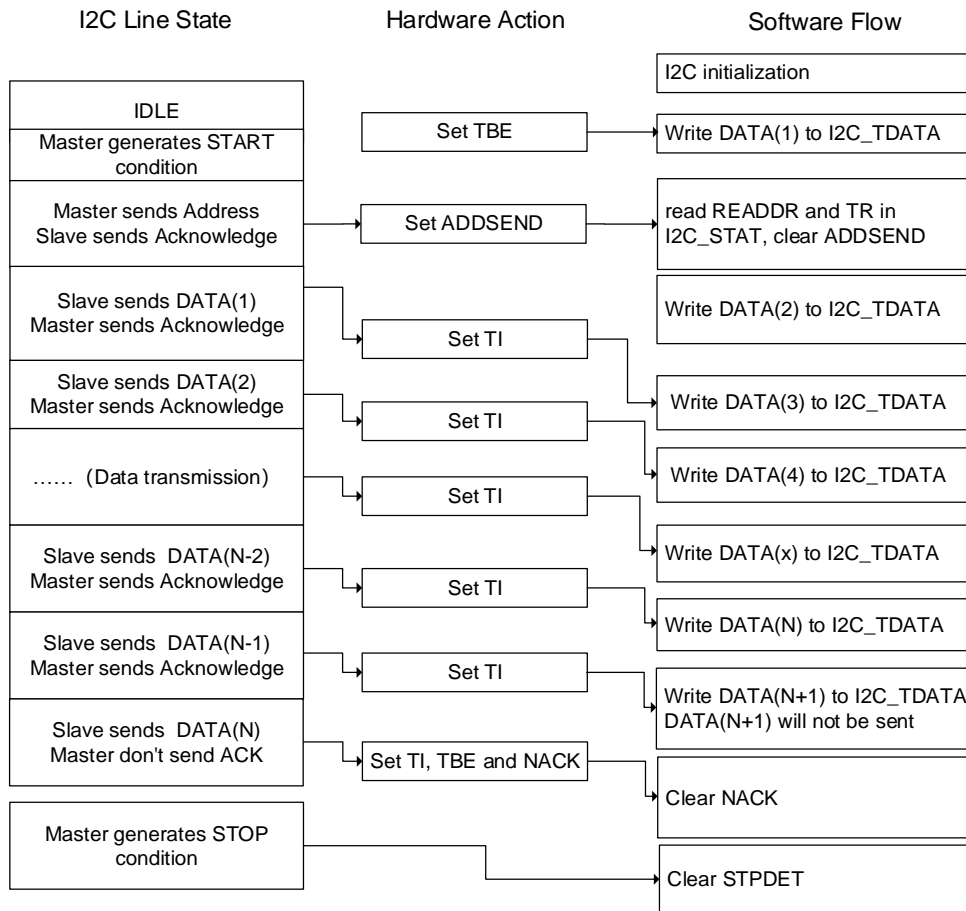 I2C Line State
Hardware Action
Software Flow
I2C initialization
IDLE
Set TBE
Write DATA(1) to I2C_TDATA
Master generates START
condition
Master sends Address
Slave sends Acknowledge
Set ADDSEND
read READDR and TR in
I2C_STAT, clear ADDSEND
Slave sends DATA(1)
Master sends Acknowledge
Write DATA(2) to I2C_TDATA
Set TI
Slave sends DATA(2)
Master sends Acknowledge
Write DATA(3) to I2C_TDATA
Set TI
…… (Data transmission)
Write DATA(4) to I2C_TDATA
Set TI
Slave sends DATA(N-2)
Master sends Acknowledge
Write DATA(x) to I2C_TDATA
Set TI
Write DATA(N) to I2C_TDATA
Slave sends DATA(N-1)
Master sends Acknowledge
Set TI
Write DATA(N+1) to I2C_TDATA
DATA(N+1) will not be sent
Slave sends DATA(N)
Master don't send ACK
Set TI, TBE and NACK
Clear NACK
Master generates STOP
condition
Clear STPDET